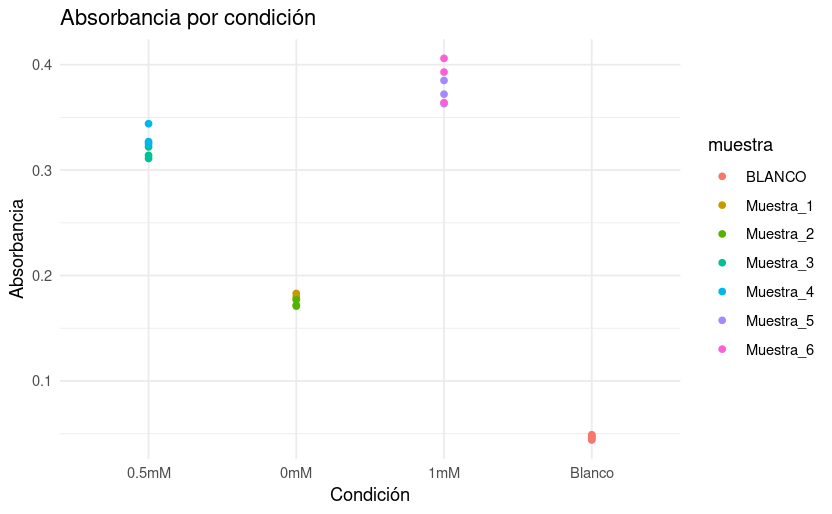 Absorbancia por condición
Absorbancia
0.4
0.3
0.2
0.1
0.5mM
0mM
1mM
Blanco
Condición
muestra
BLANCO
Muestra_1
Muestra_2
Muestra_3
Muestra_4
Muestra_5
Muestra_6